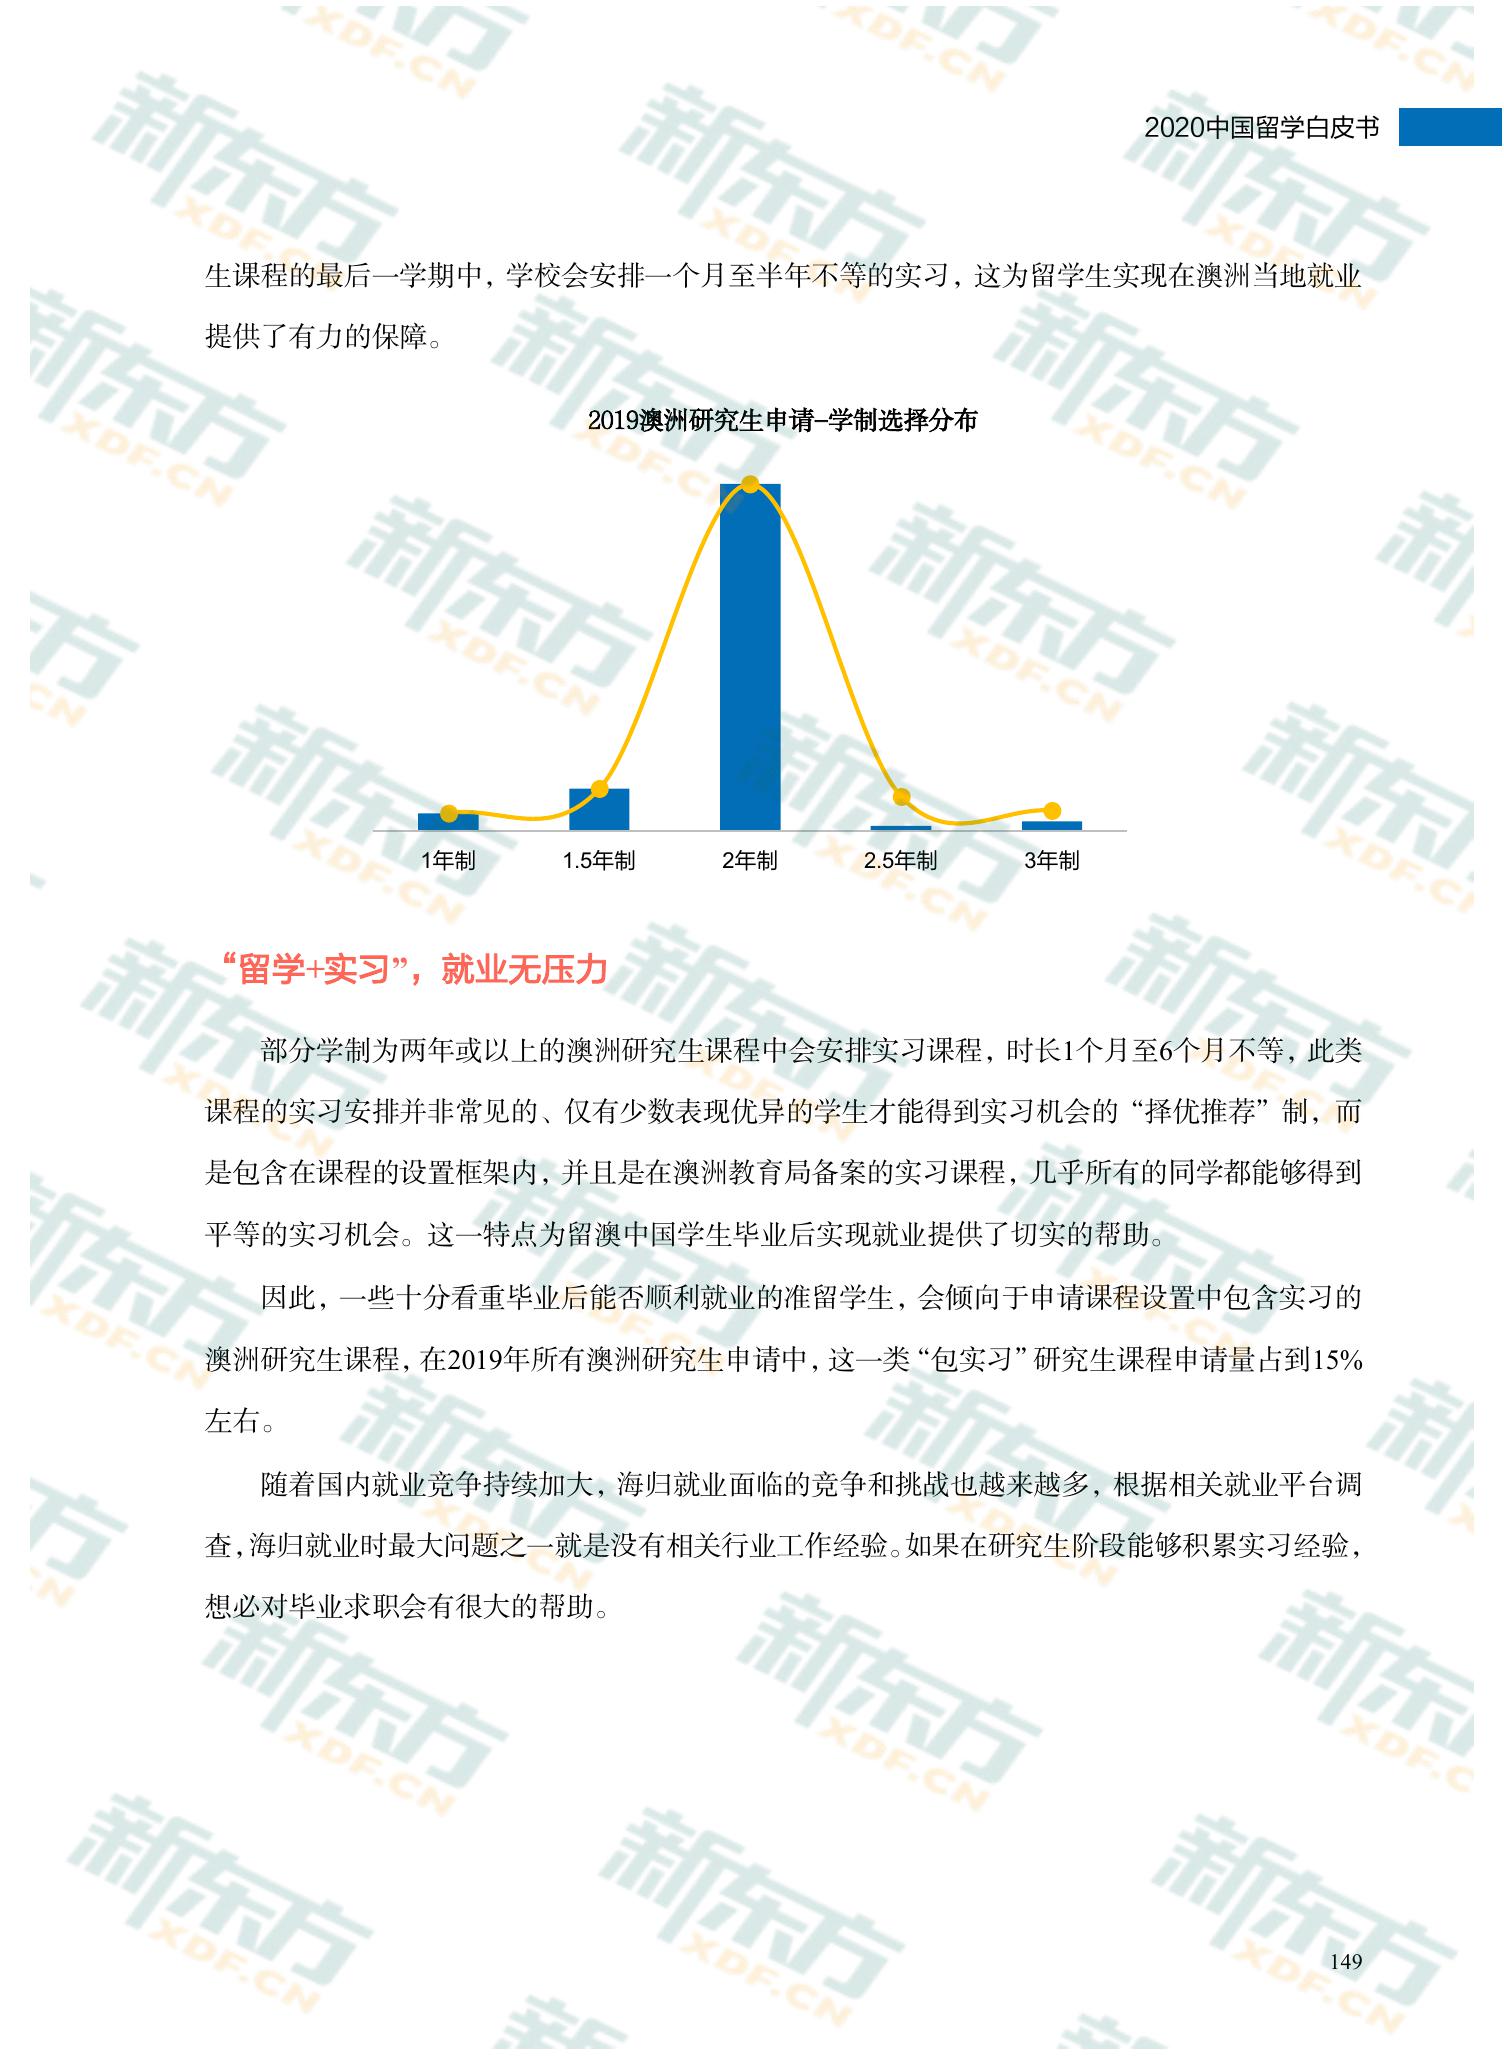 2020中国留学白皮书
生课程的最后一学期中，学校会安排一个月至半年不等的实习，这为留学生实现在澳洲当地就业
提供了有力的保障。
2019澳洲研究生申请–学制选择分布
1年制 1.5年制 2年制 2.5年制 3年制
“留学+实习”，就业无压力
部分学制为两年或以上的澳洲研究生课程中会安排实习课程，时长1个月至6个月不等，此类
课程的实习安排并非常见的、仅有少数表现优异的学生才能得到实习机会的“择优推荐”制，而
是包含在课程的设置框架内，并且是在澳洲教育局备案的实习课程，几乎所有的同学都能够得到
平等的实习机会。这一特点为留澳中国学生毕业后实现就业提供了切实的帮助。
因此，一些十分看重毕业后能否顺利就业的准留学生，会倾向于申请课程设置中包含实习的
澳洲研究生课程，在2019年所有澳洲研究生申请中，这一类“包实习”研究生课程申请量占到15%
左右。
随着国内就业竞争持续加大，海归就业面临的竞争和挑战也越来越多，根据相关就业平台调
查，海归就业时最大问题之一就是没有相关行业工作经验。如果在研究生阶段能够积累实习经验，
想必对毕业求职会有很大的帮助。
149
新东方
XDF.CN